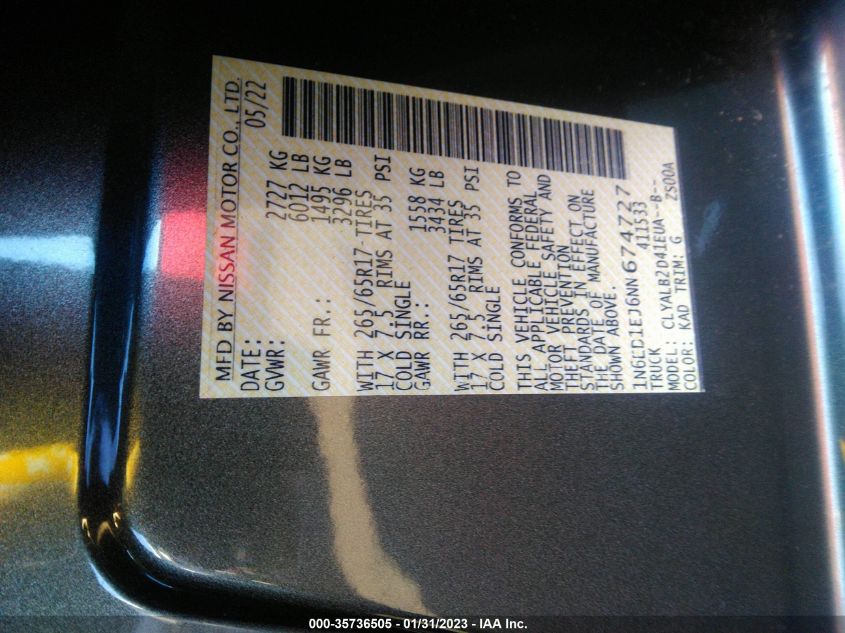 MFD BY NISSAN MOTOR CO., LTD.
DATE: 05/22
GVWR: 2727 KG
6012 LB
GAWR FR.: 1495 KG
3296 LB
WITH 265/65R17 TIRES
17 X 7.5 RIMS AT 35 PSI
COLD SINGLE
GAWR RR.: 1558 KG
3434 LB
WITH 265/65R17 TIRES
17 X 7.5 RIMS AT 35 PSI
COLD SINGLE
THIS VEHICLE CONFORMS TO
ALL APPLICABLE FEDERAL
MOTOR VEHICLE SAFETY AND
THEFT PREVENTION
STANDARDS IN EFFECT ON
THE DATE OF MANUFACTURE
SHOWN ABOVE.
1N6ED1EJ6NN674727
TRUCK 411533
MODEL: CLYALB2041EUA--B--
COLOR: KAD TRIM: G ZS00A
000-35736505 / 01/31/2023 - IAA Inc.